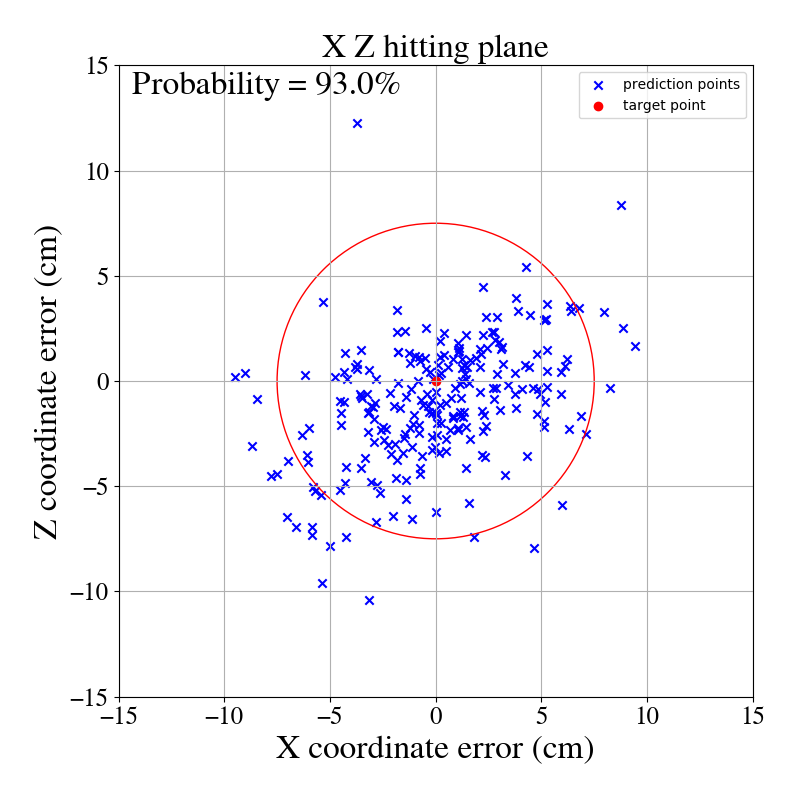 X Z hitting plane
Probability = 93.0%
prediction points
target point
15
10
5
0
−5
−10
−15
Z coordinate error (cm)
−15 −10 −5 0 5 10 15
X coordinate error (cm)